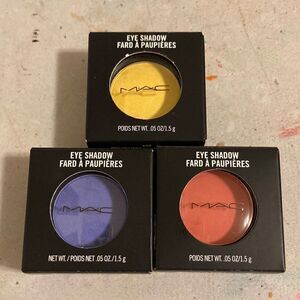 EYE SHADOW
FARD À PAUPIÈRES
MAC
POIDS NET WT. .05 OZ/1.5 g
EYE SHADOW
FARD À PAUPIÈRES
MAC
NET WT. / POIDS NET .05 OZ./1.5 g
EYE SHADOW
FARD À PAUPIÈRES
MAC
POIDS NET WT. .05 OZ/1.5 g